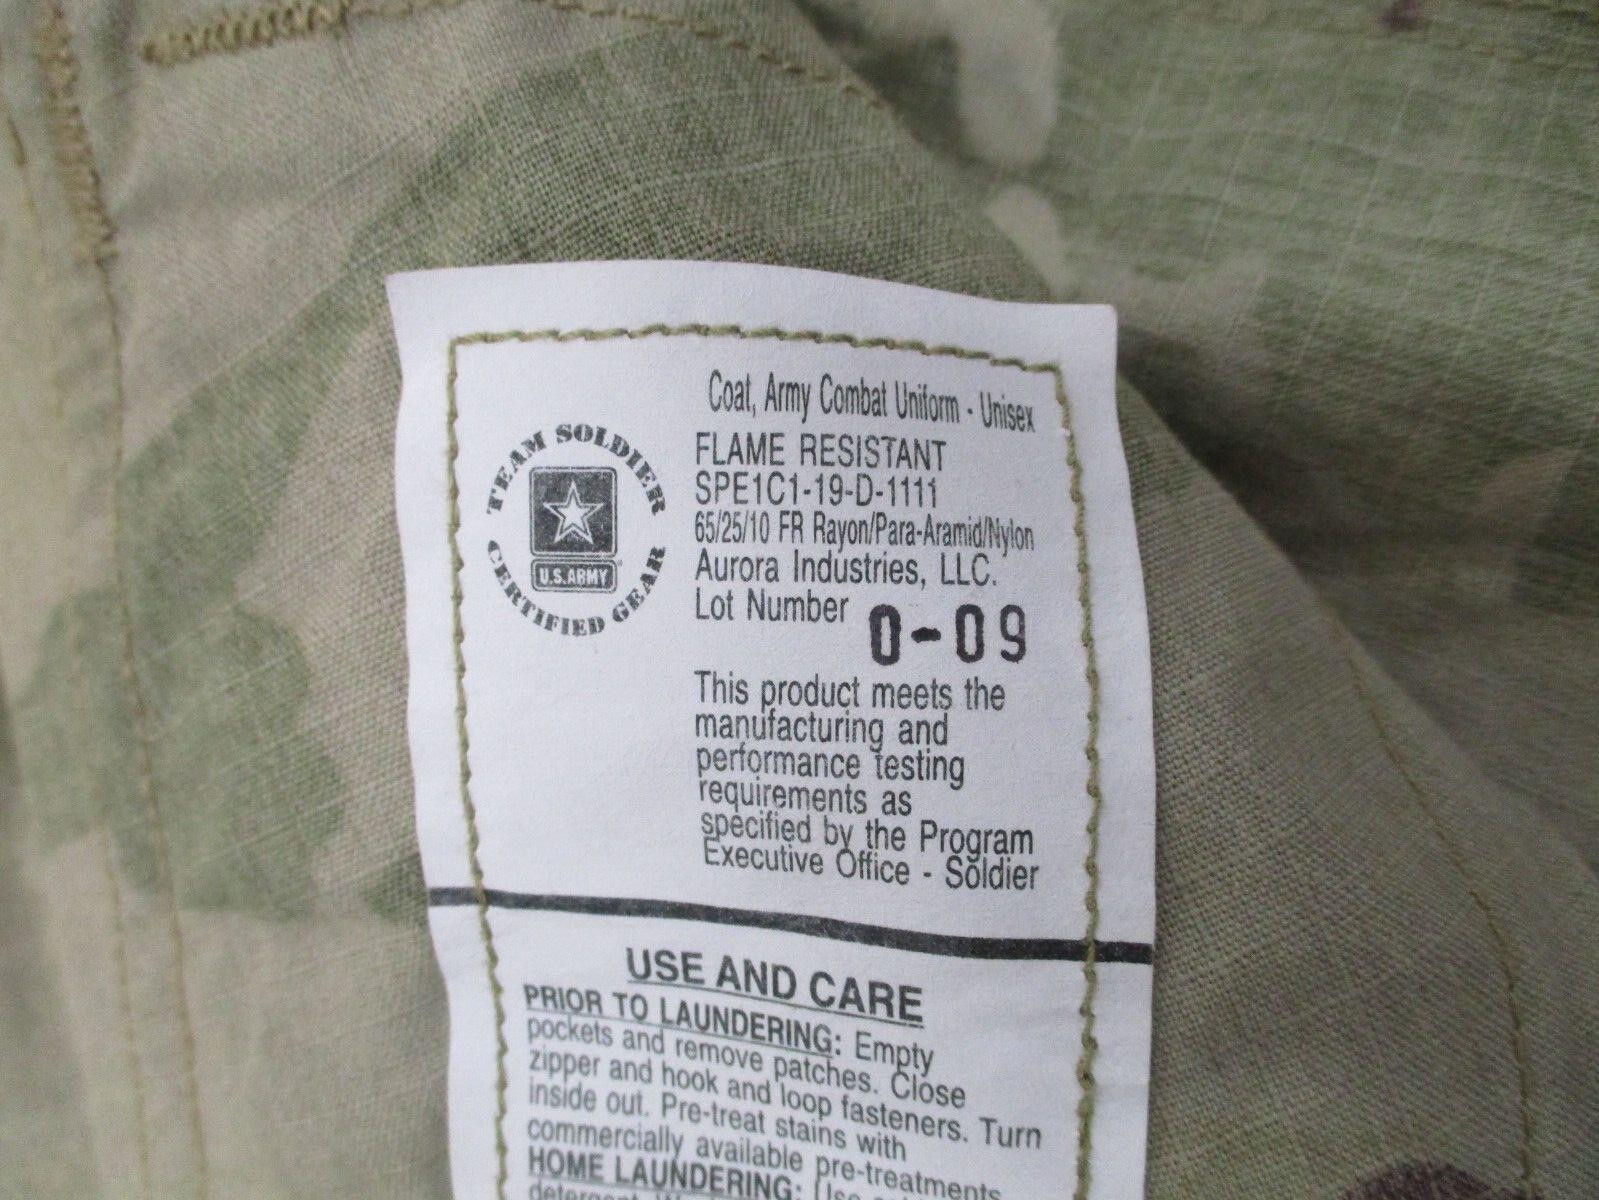 TEAM SOLDIER
CERTIFIED GEAR
U.S.ARMY
Coat, Army Combat Uniform - Unisex
FLAME RESISTANT
SPE1C1-19-D-1111
65/25/10 FR Rayon/Para-Aramid/Nylon
Aurora Industries, LLC.
Lot Number 0-09
This product meets the
manufacturing and
performance testing
requirements as
specified by the Program
Executive Office - Soldier
USE AND CARE
PRIOR TO LAUNDERING: Empty
pockets and remove patches. Close
zipper and hook and loop fasteners. Turn
inside out. Pre-treat stains with
commercially available pre-treatments
HOME LAUNDERING: Use
detergent.